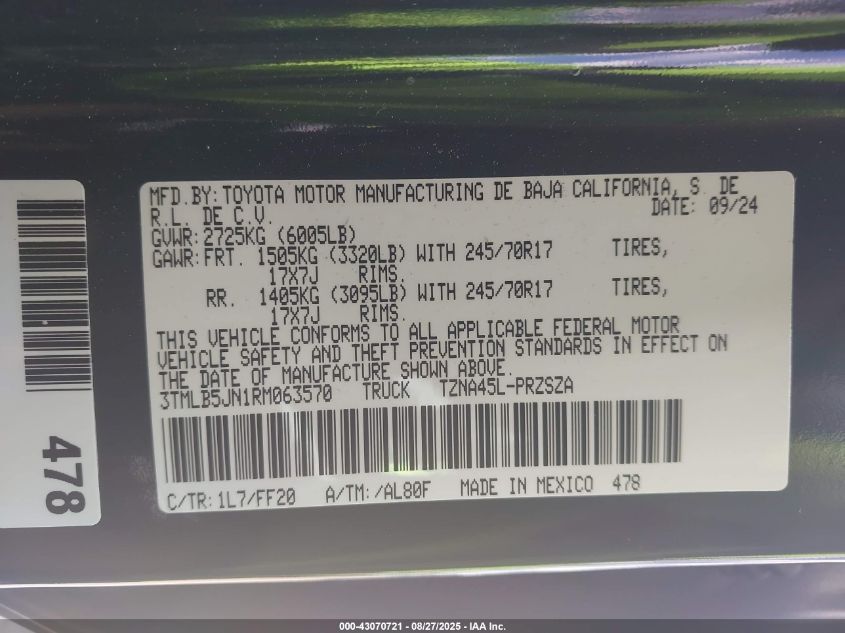 MFD.BY: TOYOTA MOTOR MANUFACTURING DE BAJA CALIFORNIA, S. DE
R.L. DE C.V.
DATE: 09/24
GVWR: 2725KG (6005LB)
GAWR: FRT. 1505KG (3320LB) WITH 245/70R17 TIRES,
17X7J RIMS.
RR. 1405KG (3095LB) WITH 245/70R17 TIRES,
17X7J RIMS.
THIS VEHICLE CONFORMS TO ALL APPLICABLE FEDERAL MOTOR
VEHICLE SAFETY AND THEFT PREVENTION STANDARDS IN EFFECT ON
THE DATE OF MANUFACTURE SHOWN ABOVE.
3TMLB5JN1RM063570 TRUCK TZNA45L-PRZSZA
C/TR: 1L7/FF20 A/TM: /AL80F MADE IN MEXICO 478
478
000-43070721 - 08/27/2025 - IAA Inc.